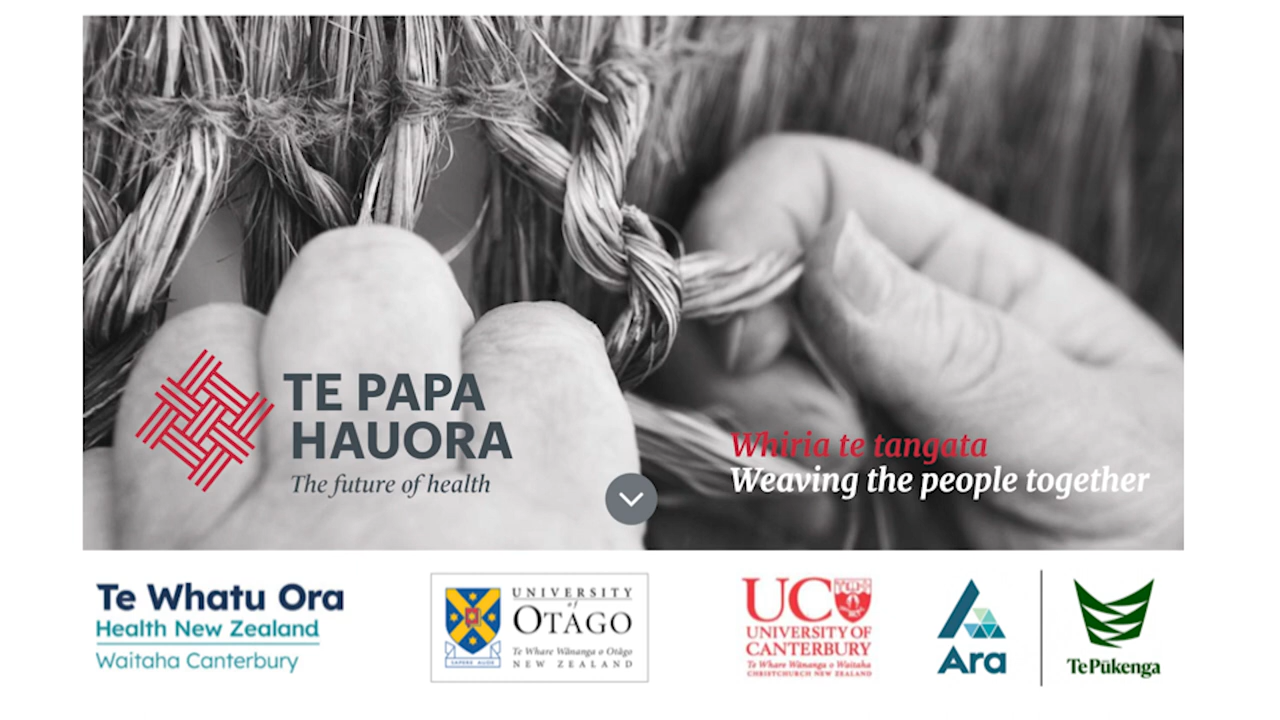 TE PAPA
HAUORA
The future of health
Whiria te tangata
Weaving the people together
Te Whatu Ora
Health New Zealand
Waitaha Canterbury
UNIVERSITY
of
OTAGO
Te Whare Wānanga o Otāgo
NEW ZEALAND
SAPERE AUDE
UC
UNIVERSITY OF
CANTERBURY
Te Whare Wānanga o Waitaha
CHRISTCHURCH NEW ZEALAND
Ara
Te Pūkenga